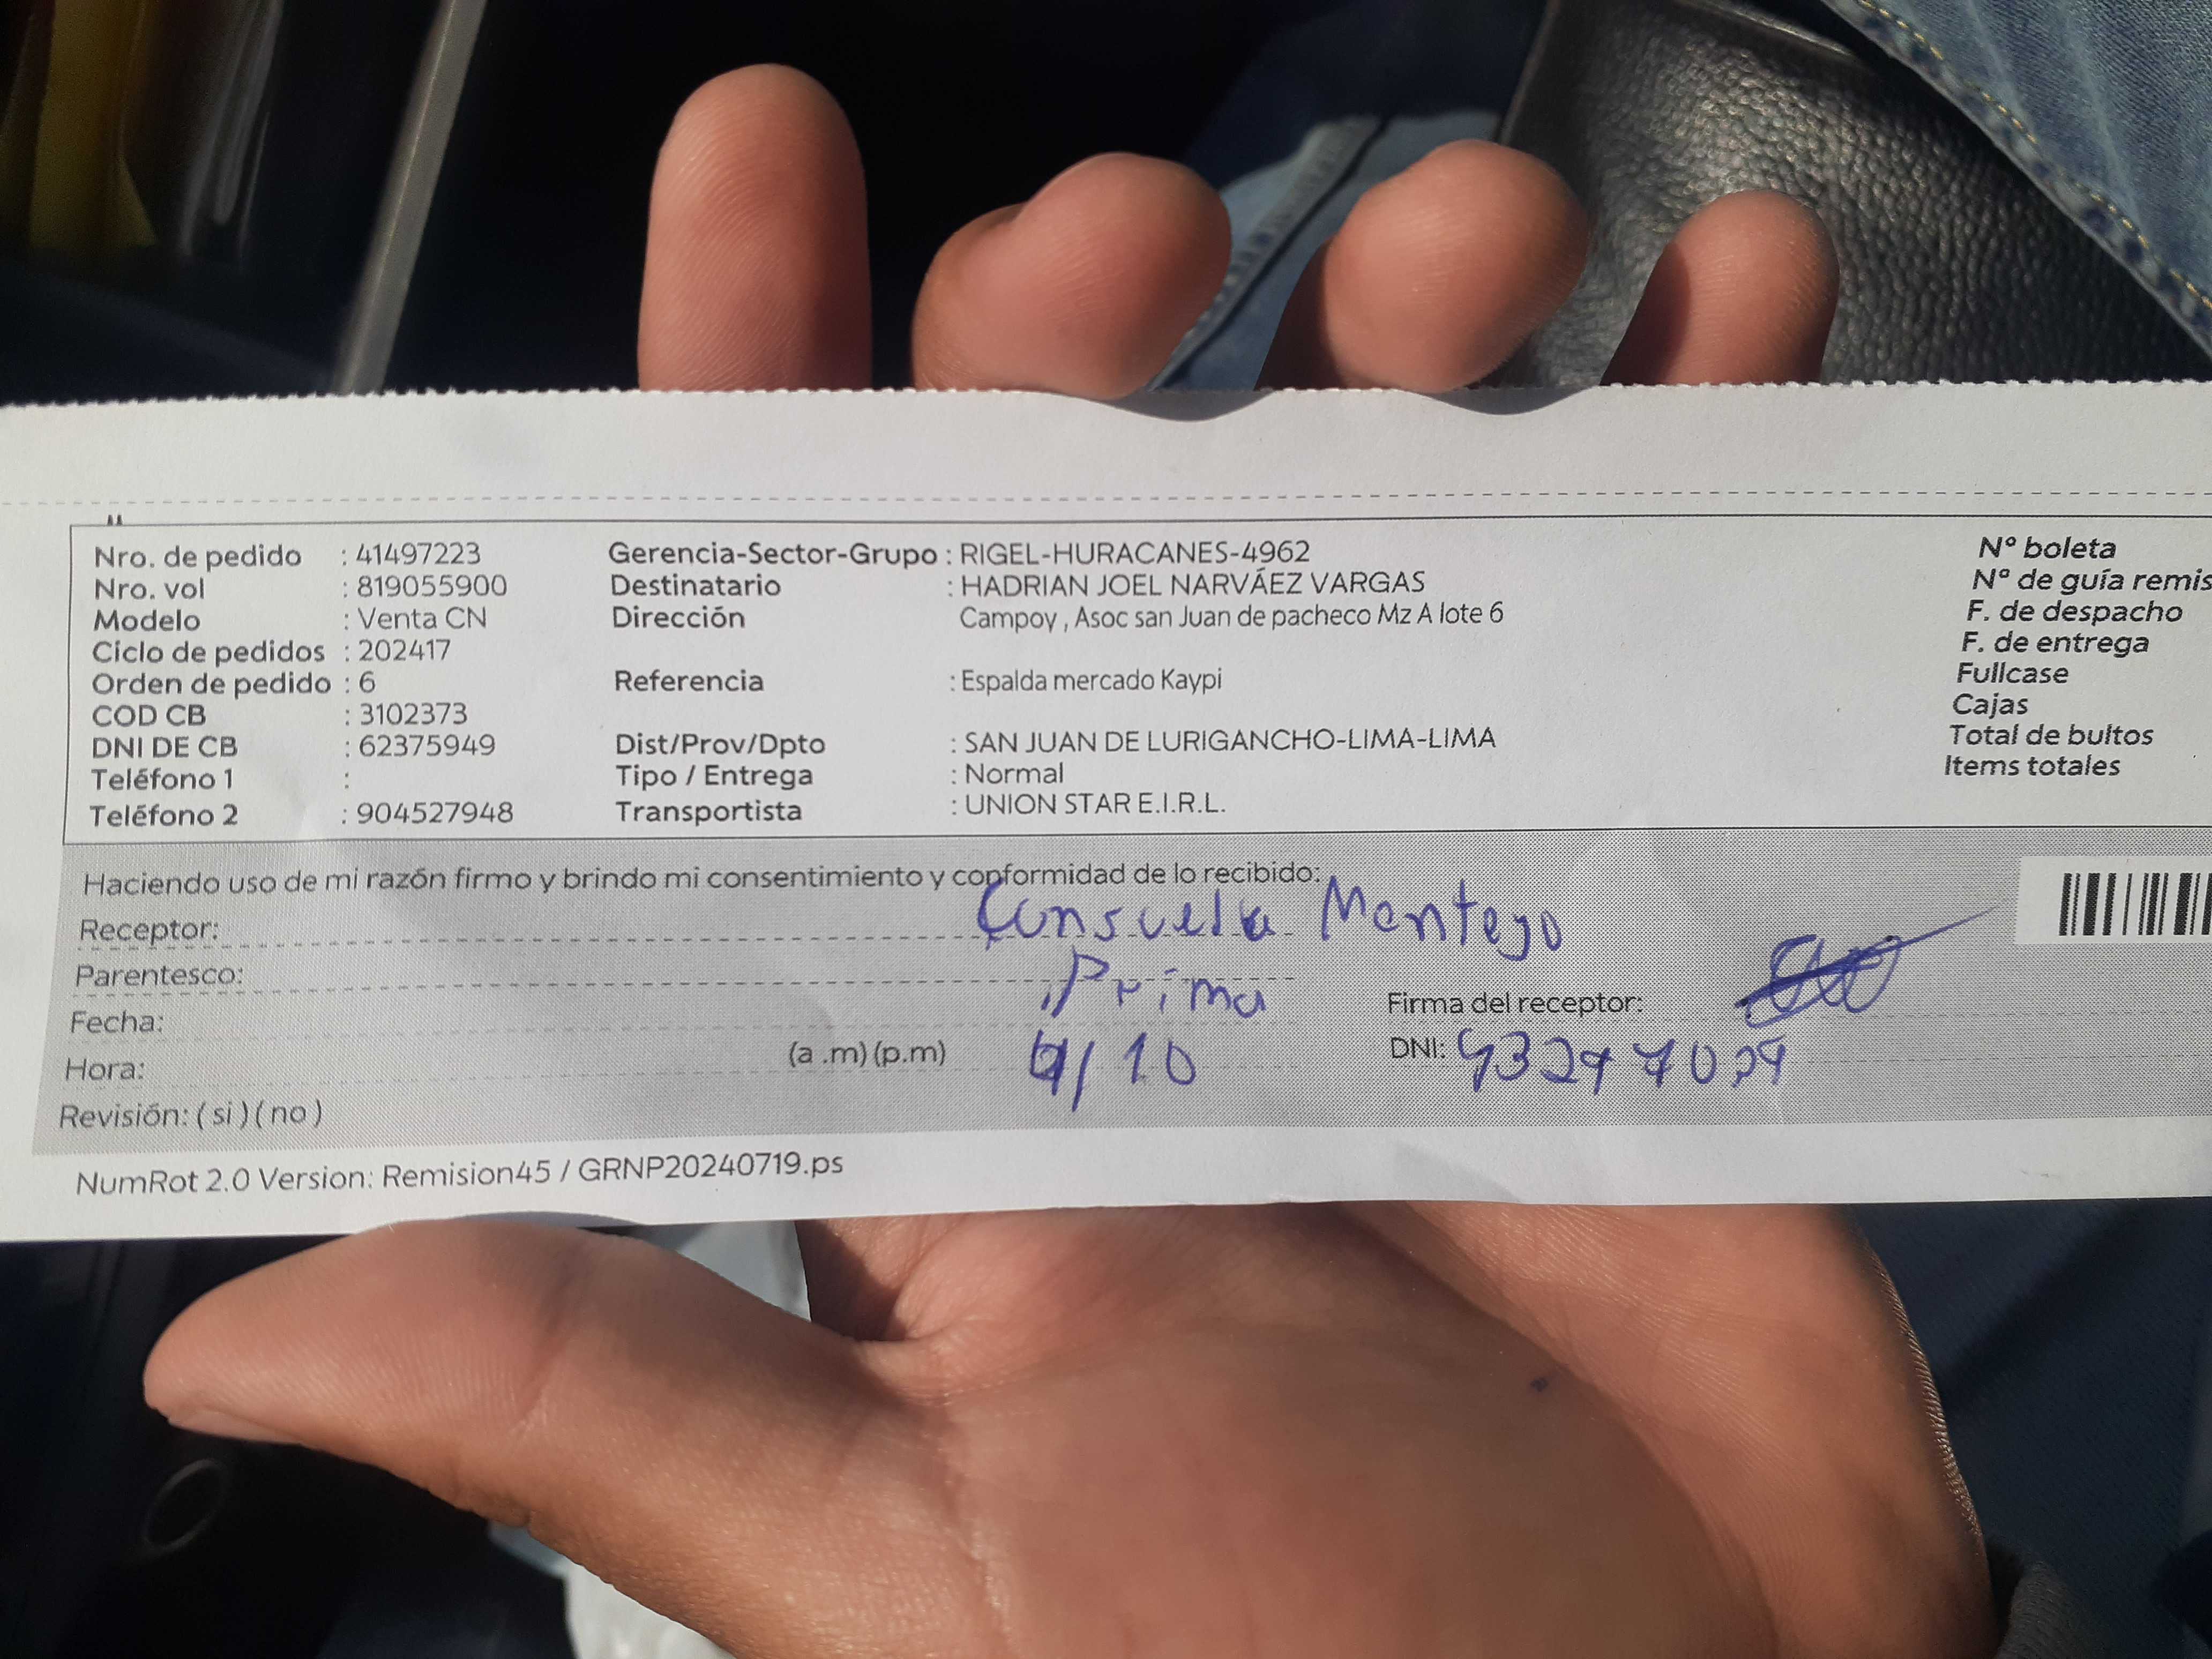 Nro. de pedido : 41497223 Gerencia-Sector-Grupo : RIGEL-HURACANES-4962 N° boleta
Nro. vol : 819055900 Destinatario : HADRIAN JOEL NARVÁEZ VARGAS N° de guía remis
Modelo : Venta CN Dirección Campoy , Asoc san Juan de pacheco Mz A lote 6 F. de despacho
Ciclo de pedidos : 202417 F. de entrega
Orden de pedido : 6 Referencia : Espalda mercado Kaypi Fullcase
COD CB : 3102373 Cajas
DNI DE CB : 62375949 Dist/Prov/Dpto : SAN JUAN DE LURIGANCHO-LIMA-LIMA Total de bultos
Teléfono 1 : Tipo / Entrega : Normal Items totales
Teléfono 2 : 904527948 Transportista : UNION STAR E.I.R.L.
Haciendo uso de mi razón firmo y brindo mi consentimiento y conformidad de lo recibido:
Receptor: Montejo
Parentesco: Prima
Fecha: Firma del receptor:
Hora: (a .m) (p.m) /10 DNI:
Revisión: ( si ) ( no )
NumRot 2.0 Version: Remision45 / GRNP20240719.ps